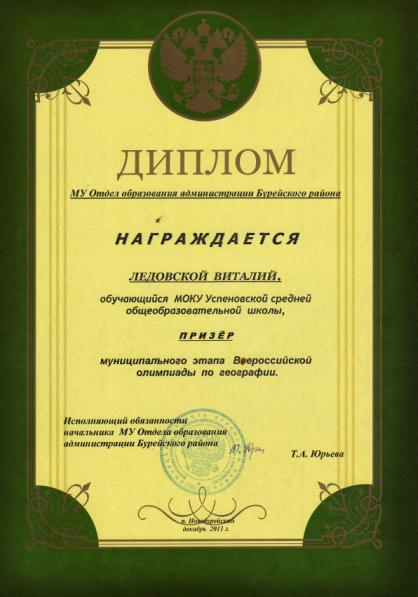 ДИПЛОМ
МУ Отдел образования администрации Бурейского района
НАГРАЖДАЕТСЯ
ЛЕДОВСКОЙ ВИТАЛИЙ,
обучающийся МОКУ Успеновской средней
общеобразовательной школы,
ПРИЗЁР
муниципального этапа Всероссийской
олимпиады по географии.
Исполняющий обязанности
начальника МУ Отдела образования
администрации Бурейского района
Т.А. Юрьева
п. Новобурейский
декабрь 2011 г.